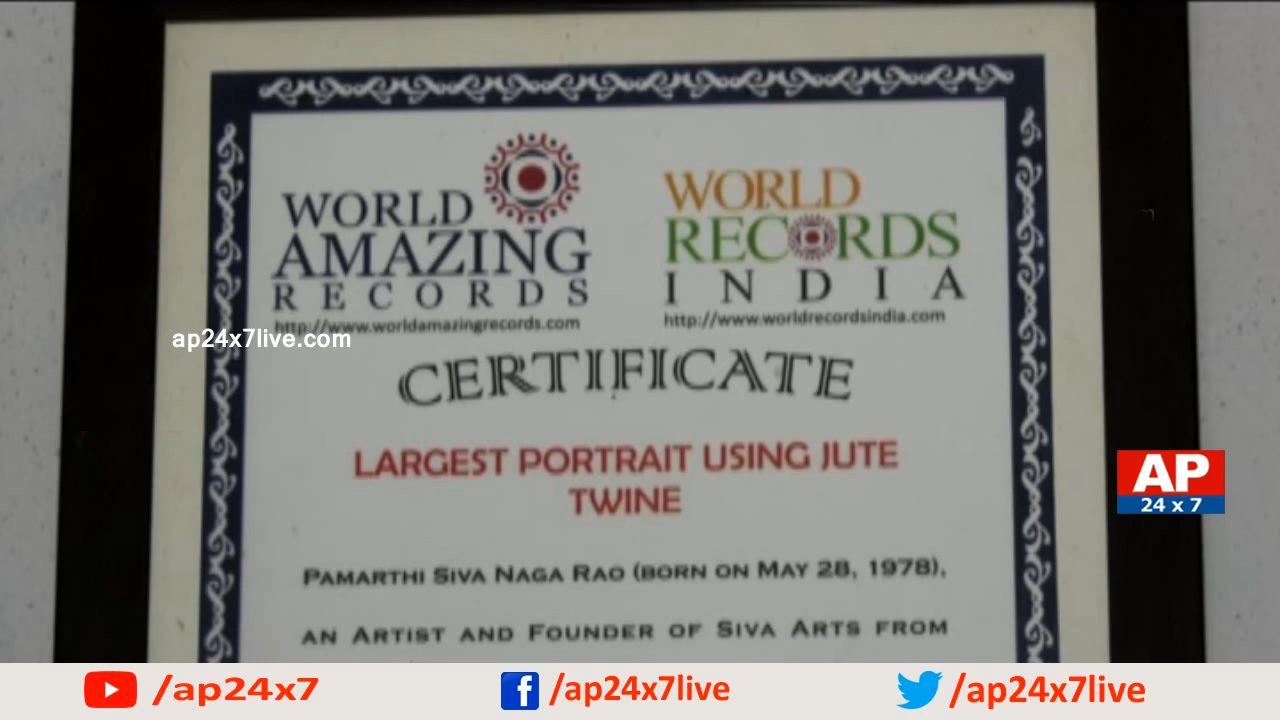 WORLD
AMAZING
RECORDS
http://www.worldamazingrecords.com
WORLD
RECORDS
INDIA
http://www.worldrecordsindia.com
ap24x7live.com
CERTIFICATE
LARGEST PORTRAIT USING JUTE
TWINE
PAMARTHI SIVA NAGA RAO (BORN ON MAY 28, 1978),
AN ARTIST AND FOUNDER OF SIVA ARTS FROM
AP
24 x 7
/ap24x7
/ap24x7live
/ap24x7live